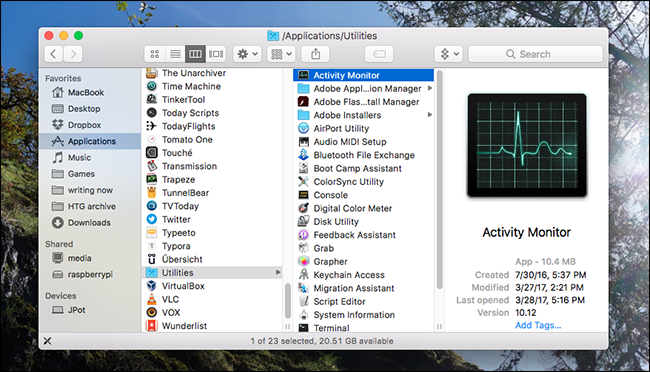 /Applications/Utilities
Search
Favorites
MacBook
Desktop
Dropbox
Applications
Music
Games
writing now
HTG archive
Downloads
Shared
media
raspberrypi
Devices
JPot
The Unarchiver
Time Machine
TinkerTool
Today Scripts
TodayFlights
Tomato One
Touché
Transmission
Trapeze
TunnelBear
TVToday
Twitter
Typeeto
Typora
Übersicht
Utilities
VirtualBox
VLC
VOX
Wunderlist
Activity Monitor
Adobe Appl...ion Manager
Adobe Flas...tall Manager
Adobe Installers
AirPort Utility
Audio MIDI Setup
Bluetooth File Exchange
Boot Camp Assistant
ColorSync Utility
Console
Digital Color Meter
Disk Utility
Feedback Assistant
Grab
Grapher
Keychain Access
Migration Assistant
Script Editor
System Information
Terminal
Activity Monitor
App - 10.4 MB
Created 7/30/16, 5:37 PM
Modified 3/27/17, 2:21 PM
Last opened 3/28/17, 5:16 PM
Version 10.12
Add Tags...
1 of 23 selected, 20.51 GB available